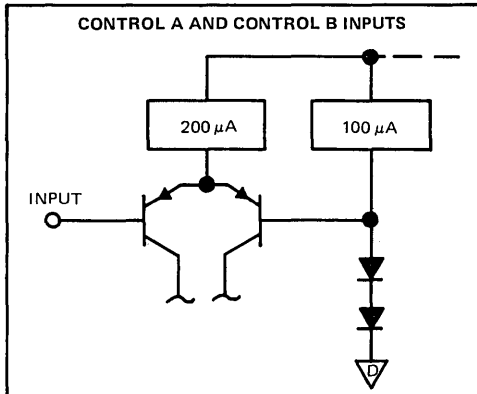 CONTROL A AND CONTROL B INPUTS
200 μA
100 μA
INPUT
D